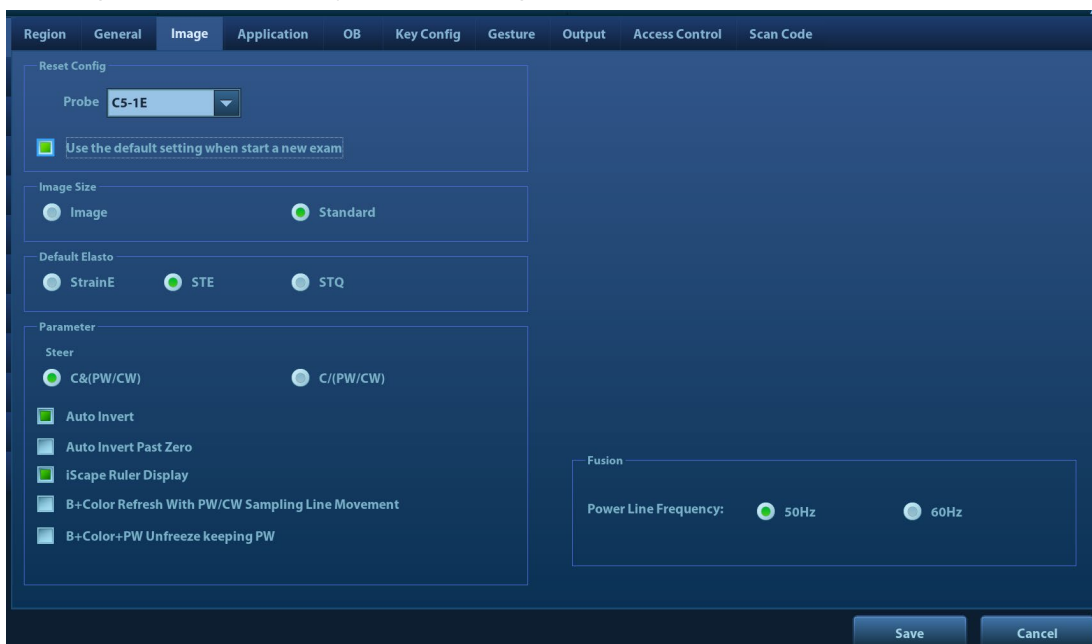 Region General Image Application OB Key Config Gesture Output Access Control Scan Code
Reset Config
Probe C5-1E
Use the default setting when start a new exam
Image Size
Image Standard
Default Elasto
StrainE STE STQ
Parameter
Steer
C&(PW/CW) C/(PW/CW)
Auto Invert
Auto Invert Past Zero
iScape Ruler Display
B+Color Refresh With PW/CW Sampling Line Movement
B+Color+PW Unfreeze keeping PW
Fusion
Power Line Frequency: 50Hz 60Hz
Save Cancel